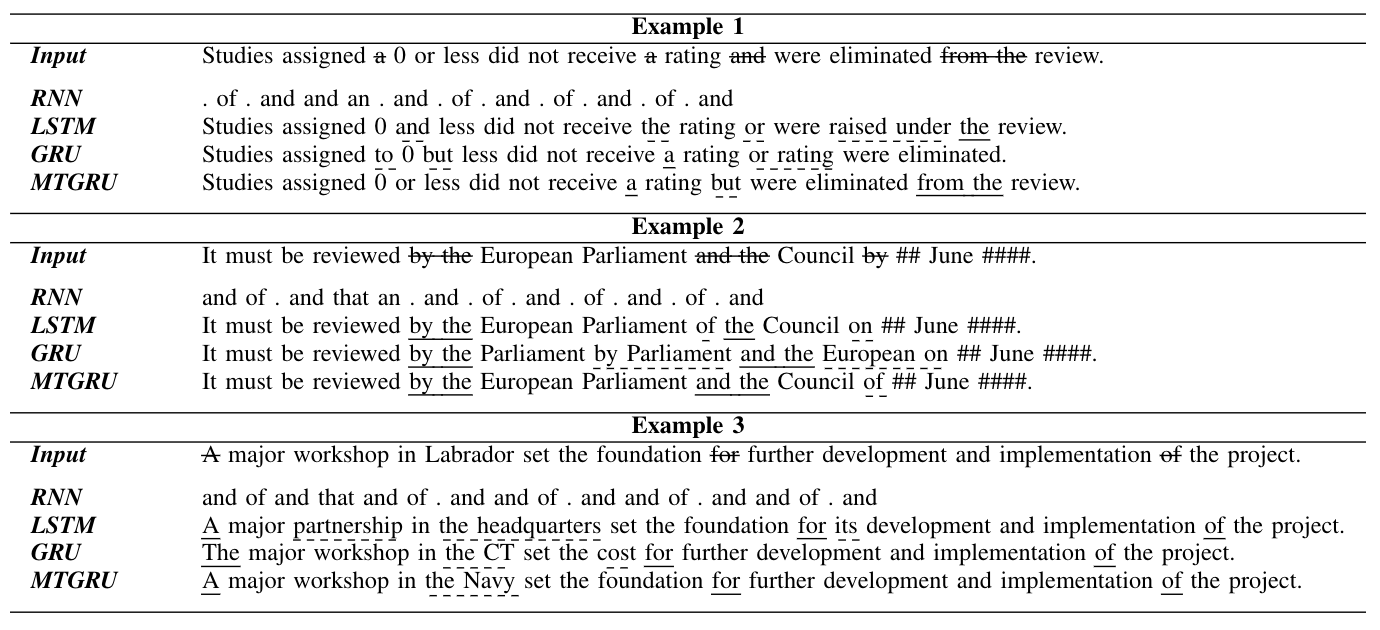 Example 1
Input Studies assigned a 0 or less did not receive a rating and were eliminated from the review.
RNN . of . and and an . and . of . and . of . and . of . and
LSTM Studies assigned 0 and less did not receive the rating or were raised under the review.
GRU Studies assigned to 0 but less did not receive a rating or rating were eliminated.
MTGRU Studies assigned 0 or less did not receive a rating but were eliminated from the review.
Example 2
Input It must be reviewed by the European Parliament and the Council by ## June ####.
RNN and of . and that an . and . of . and . of . and . of . and
LSTM It must be reviewed by the European Parliament of the Council on ## June ####.
GRU It must be reviewed by the Parliament by Parliament and the European on ## June ####.
MTGRU It must be reviewed by the European Parliament and the Council of ## June ####.
Example 3
Input A major workshop in Labrador set the foundation for further development and implementation of the project.
RNN and of and that and of . and and of . and and of . and and of . and
LSTM A major partnership in the headquarters set the foundation for its development and implementation of the project.
GRU The major workshop in the CT set the cost for further development and implementation of the project.
MTGRU A major workshop in the Navy set the foundation for further development and implementation of the project.